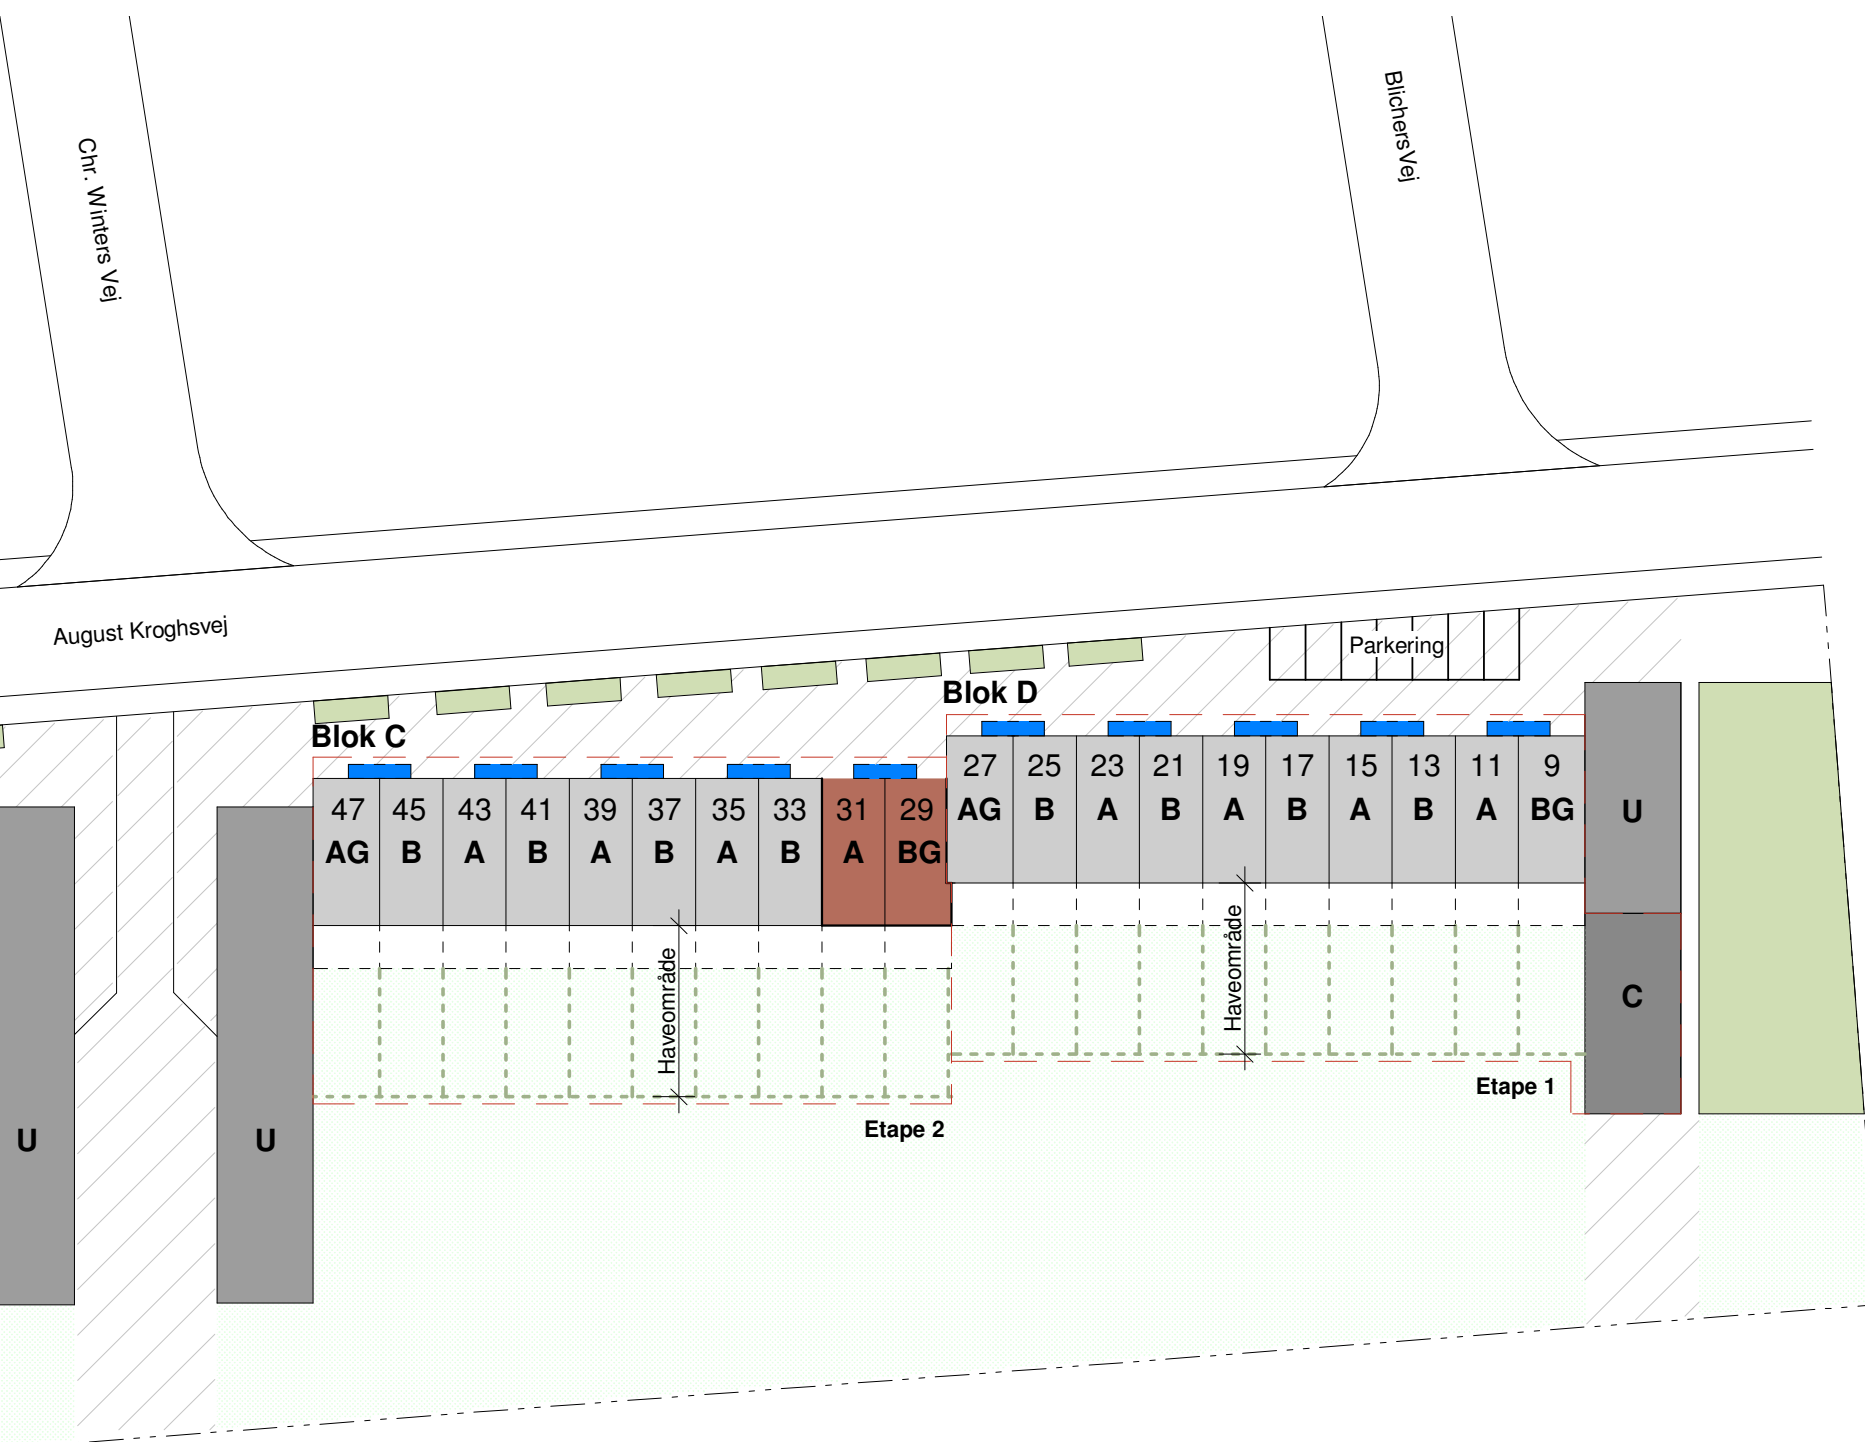 Chr. Winters Vej
BlichersVej
August Kroghsvej
Parkering
Blok D
Blok C
27 25 23 21 19 17 15 13 11 9
AG B A B A B A B A BG
U
47 45 43 41 39 37 35 33 31 29
AG B A B A B A B A BG
Haveområde
Haveområde
C
Etape 1
Etape 2
U
U